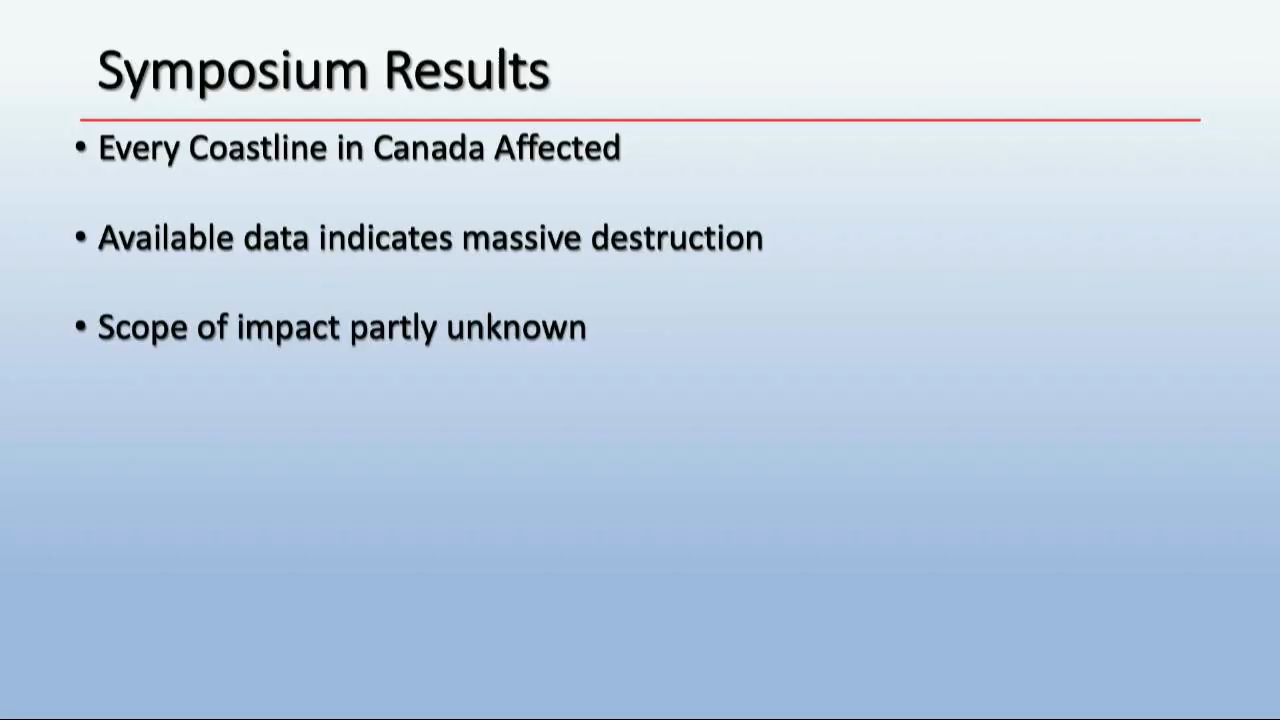 Symposium Results
• Every Coastline in Canada Affected
• Available data indicates massive destruction
• Scope of impact partly unknown